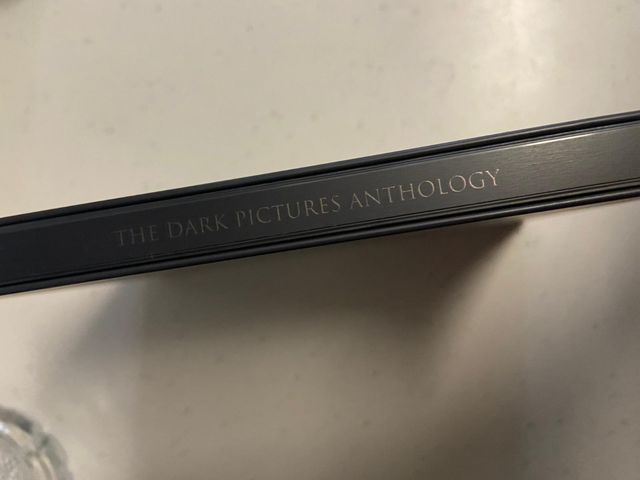 THE DARK PICTURES ANTHOLOGY